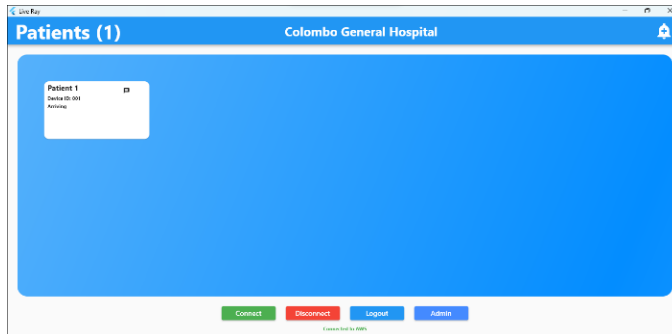 Live Ray
Patients (1)
Colombo General Hospital
Patient 1
Device ID: 001
Arriving
Connect
Disconnect
Logout
Admin